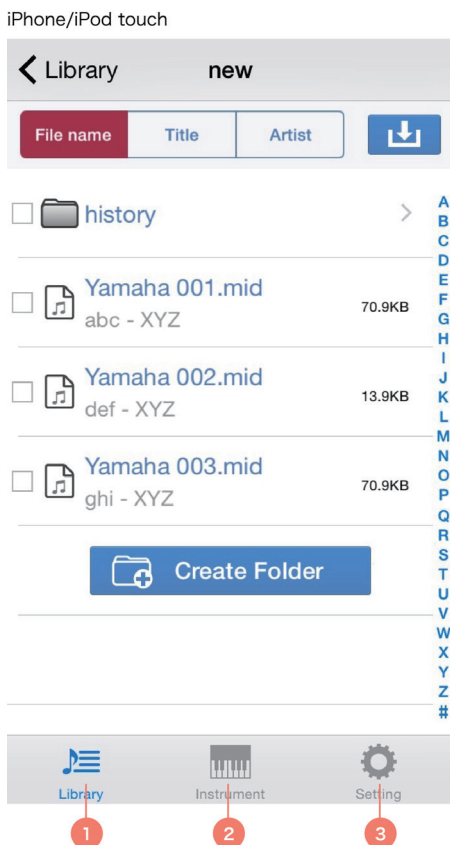 iPhone/iPod touch
Library
new
File name
Title
Artist
history
Yamaha 001.mid
abc - XYZ
70.9KB
Yamaha 002.mid
def - XYZ
13.9KB
Yamaha 003.mid
ghi - XYZ
70.9KB
Create Folder
A
B
C
D
E
F
G
H
I
J
K
L
M
N
O
P
Q
R
S
T
U
V
W
X
Y
Z
#
Library
Instrument
Setting
1
2
3